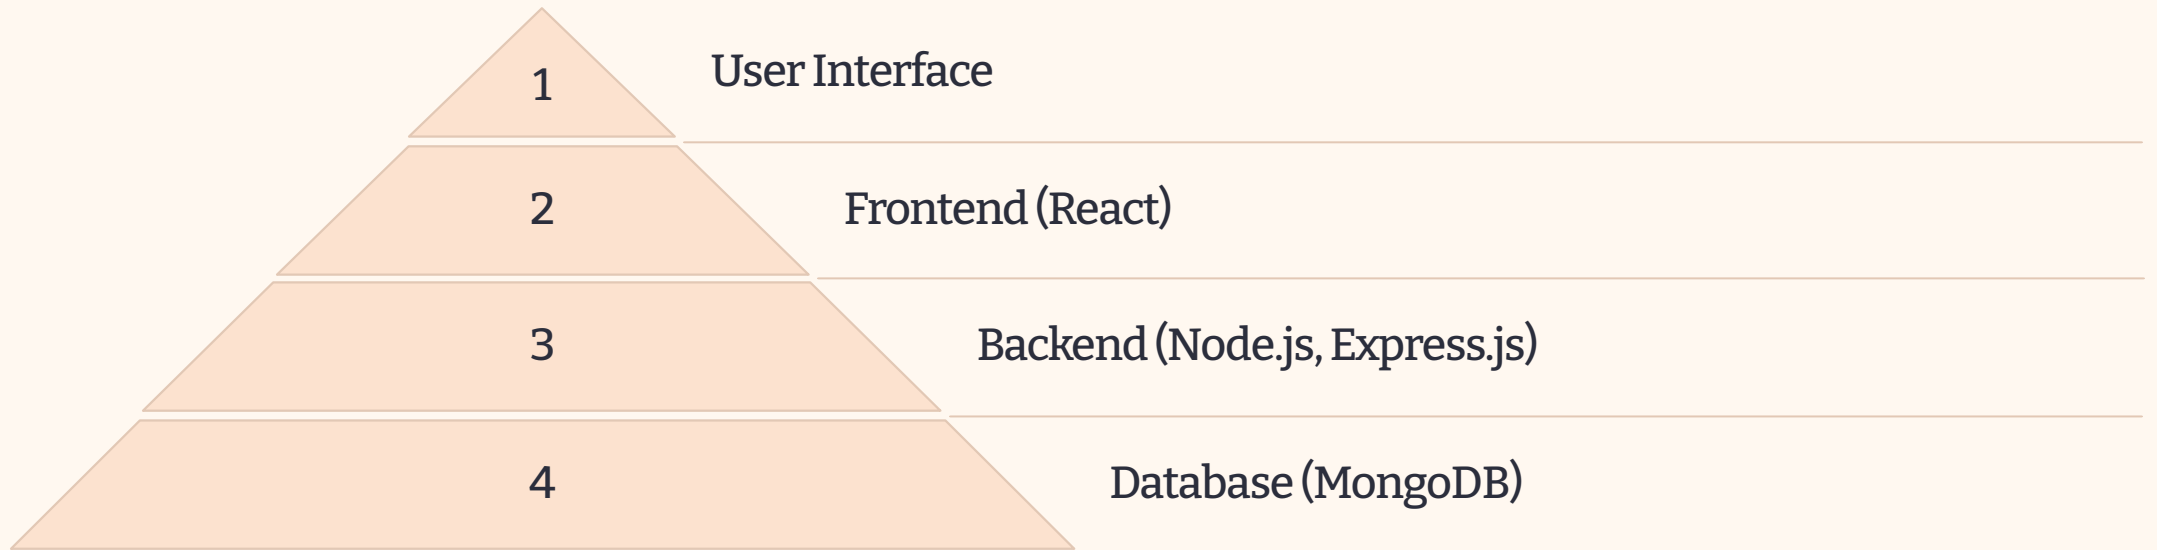 1
User Interface
2
Frontend (React)
3
Backend (Node.js, Express.js)
4
Database (MongoDB)